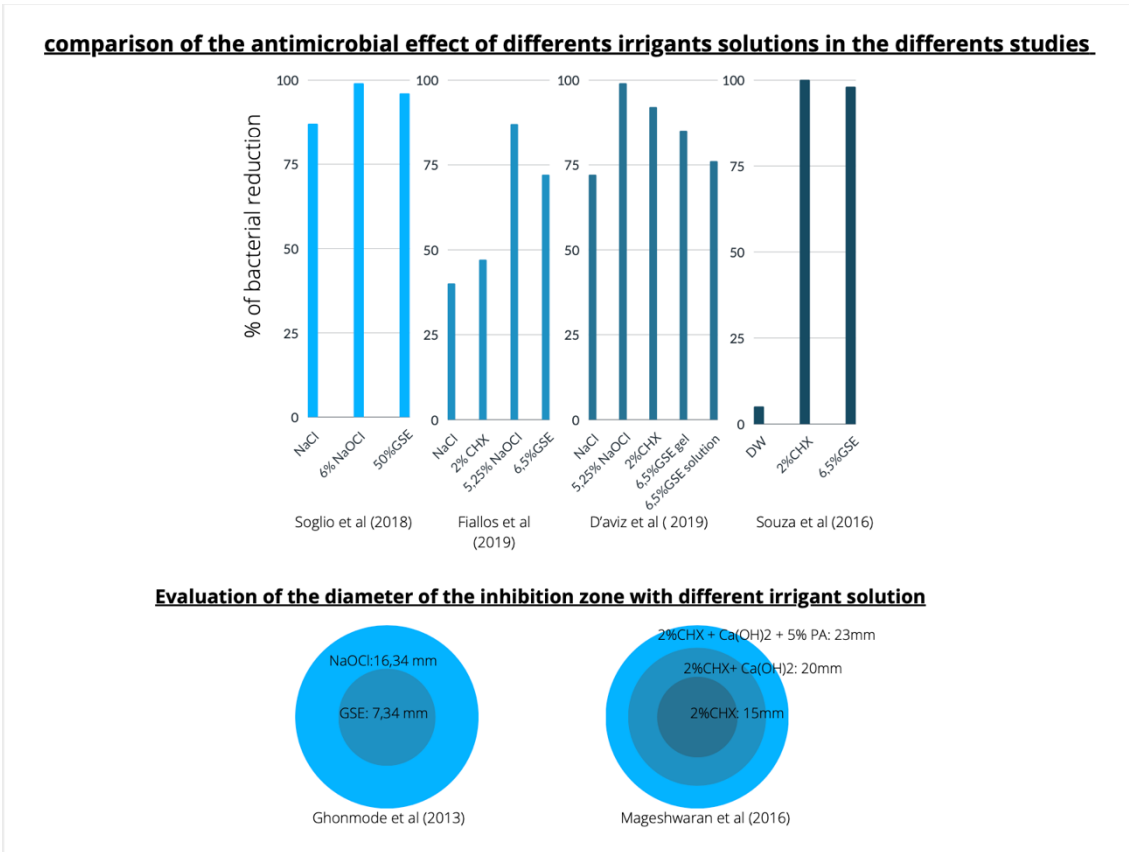 comparison of the antimicrobial effect of differents irrigants solutions in the differents studies
% of bacterial reduction
100
75
50
25
0
NaCl
6% NaOCl
50%GSE
Soglio et al (2018)
100
75
50
25
0
NaCl
2% CHX
5,25% NaOCl
6,5%GSE
Fiallos et al
(2019)
100
75
50
25
0
NaCl
5,25% NaOCl
2%CHX
6,5%GSE gel
6,5%GSE solution
D'aviz et al ( 2019)
100
75
50
25
0
DW
2%CHX
6,5%GSE
Souza et al (2016)
Evaluation of the diameter of the inhibition zone with different irrigant solution
NaOCl:16,34 mm
GSE: 7,34 mm
Ghonmode et al (2013)
2%CHX + Ca(OH)2 + 5% PA: 23mm
2%CHX+ Ca(OH)2: 20mm
2%CHX: 15mm
Mageshwaran et al (2016)